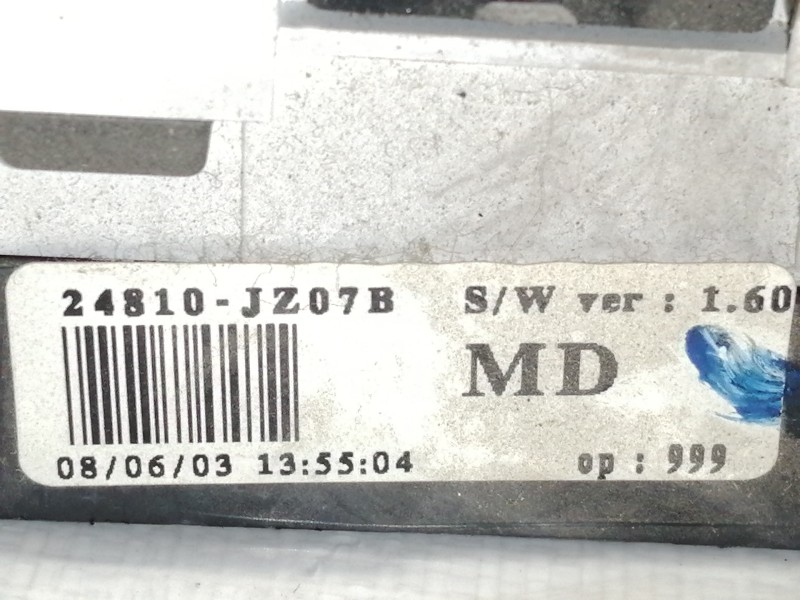 24810-JZ07B S/W ver : 1.60
MD
08/06/03 13:55:04 op : 999